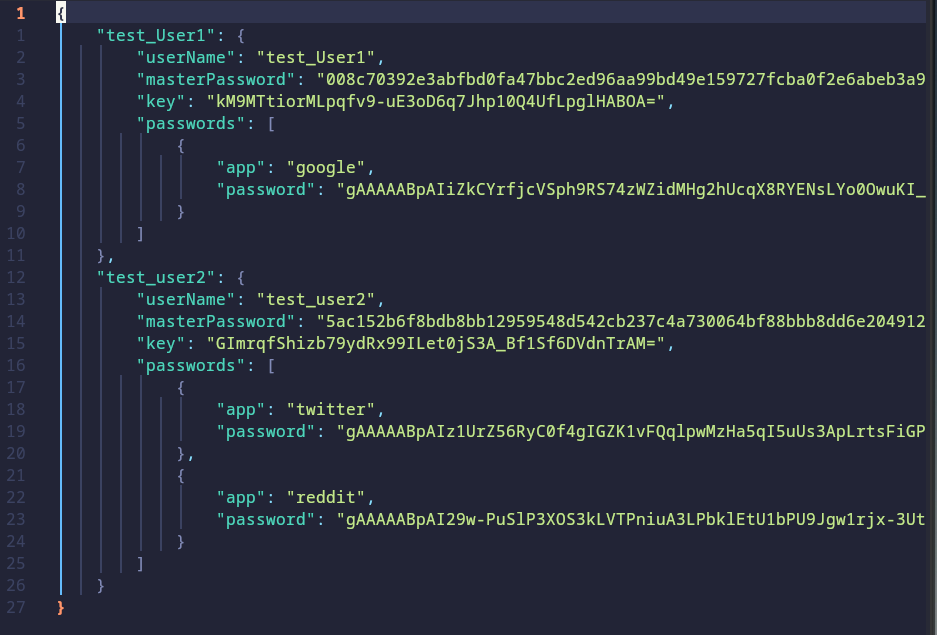 1 {
1 "test_User1": {
2 "userName": "test_User1",
3 "masterPassword": "008c70392e3abfbd0fa47bbc2ed96aa99bd49e159727fcba0f2e6abeb3a9
4 "key": "kM9MTtiorMLpqfv9-uE3oD6q7Jhp10Q4UfLpglHABOA=",
5 "passwords": [
6 {
7 "app": "google",
8 "password": "gAAAAABpAIiZkCYrfjcVSph9RS74zWZidMHg2hUcqX8RYENsLYo0OwuKI_
9 }
10 ]
11 },
12 "test_user2": {
13 "userName": "test_user2",
14 "masterPassword": "5ac152b6f8bdb8bb12959548d542cb237c4a730064bf88bbb8dd6e204912
15 "key": "GImrqfShizb79ydRx99ILet0jS3A_Bf1Sf6DVdnTrAM=",
16 "passwords": [
17 {
18 "app": "twitter",
19 "password": "gAAAAABpAIz1UrZ56RyC0f4gIGZK1vFQqlpwMzHa5qI5uUs3ApLrtsFiGP
20 },
21 {
22 "app": "reddit",
23 "password": "gAAAAABpAI29w-PuSlP3XOS3kLVTPniuA3LPbklEtU1bPU9Jgw1rjx-3Ut
24 }
25 ]
26 }
27 }